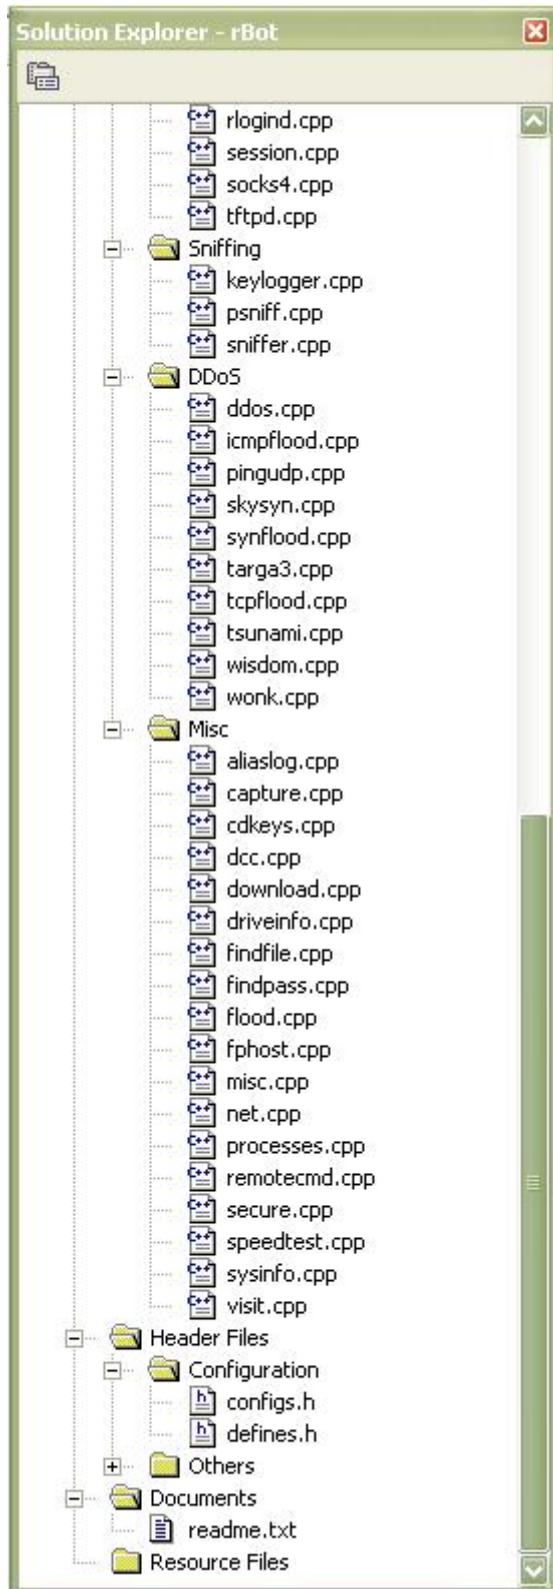 Solution Explorer - rBot
rlogind.cpp
session.cpp
socks4.cpp
tftpd.cpp
Sniffing
keylogger.cpp
psniff.cpp
sniffer.cpp
DDoS
ddos.cpp
icmpflood.cpp
pingudp.cpp
skysyn.cpp
synflood.cpp
targa3.cpp
tcpflood.cpp
tsunami.cpp
wisdom.cpp
wonk.cpp
Misc
aliaslog.cpp
capture.cpp
cdkeys.cpp
dcc.cpp
download.cpp
driveinfo.cpp
findfile.cpp
findpass.cpp
flood.cpp
fphost.cpp
misc.cpp
net.cpp
processes.cpp
remotecmd.cpp
secure.cpp
speedtest.cpp
sysinfo.cpp
visit.cpp
Header Files
Configuration
configs.h
defines.h
Others
Documents
readme.txt
Resource Files